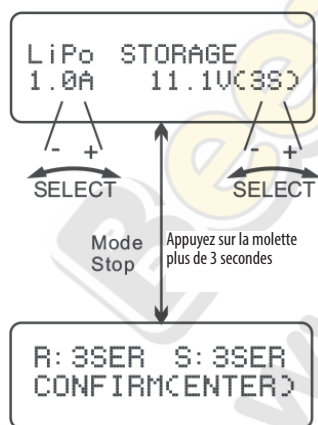 LiPo STORAGE
1.0A 11.1V(3S)
- + - +
SELECT SELECT
Mode Appuyez sur la molette
Stop plus de 3 secondes
R: 3SER S: 3SER
CONFIRM(ENTER)